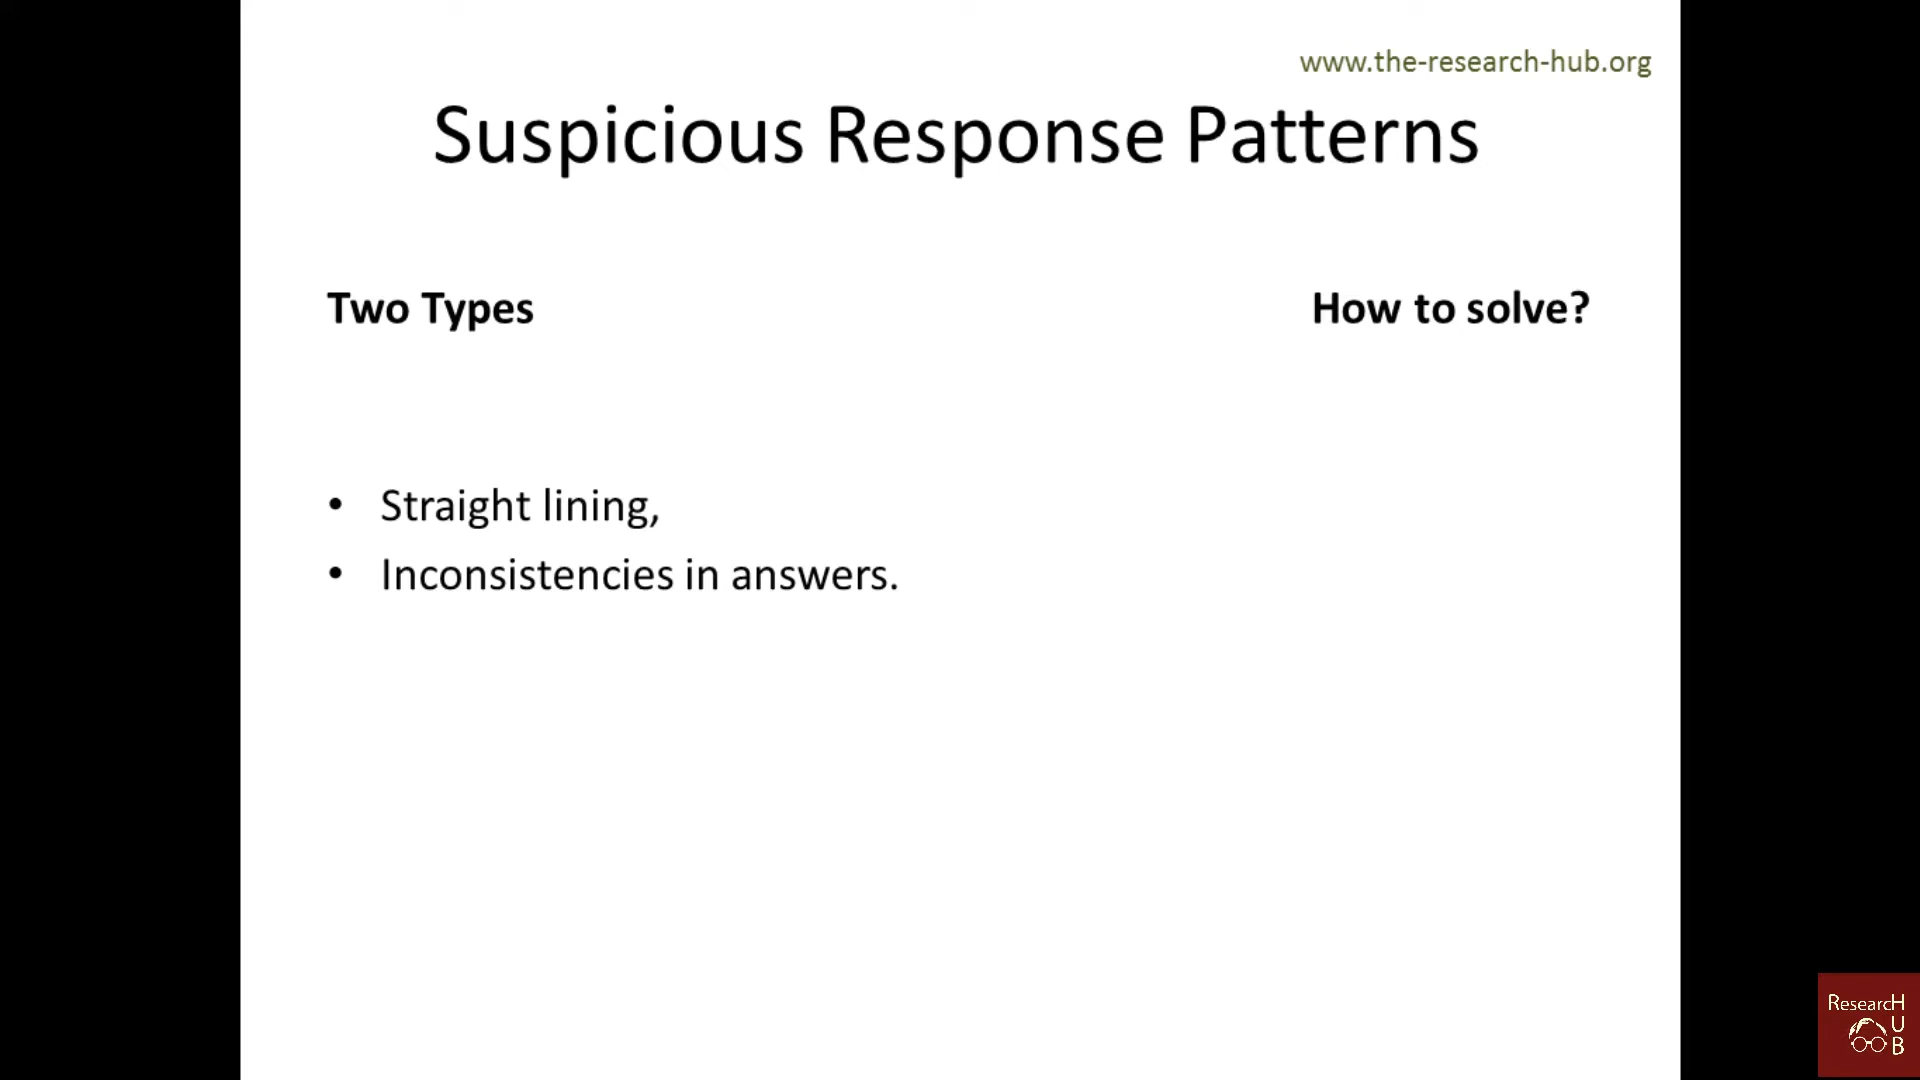 www.the-research-hub.org
Suspicious Response Patterns
Two Types
How to solve?
• Straight lining,
• Inconsistencies in answers.
ResearcH
U
B